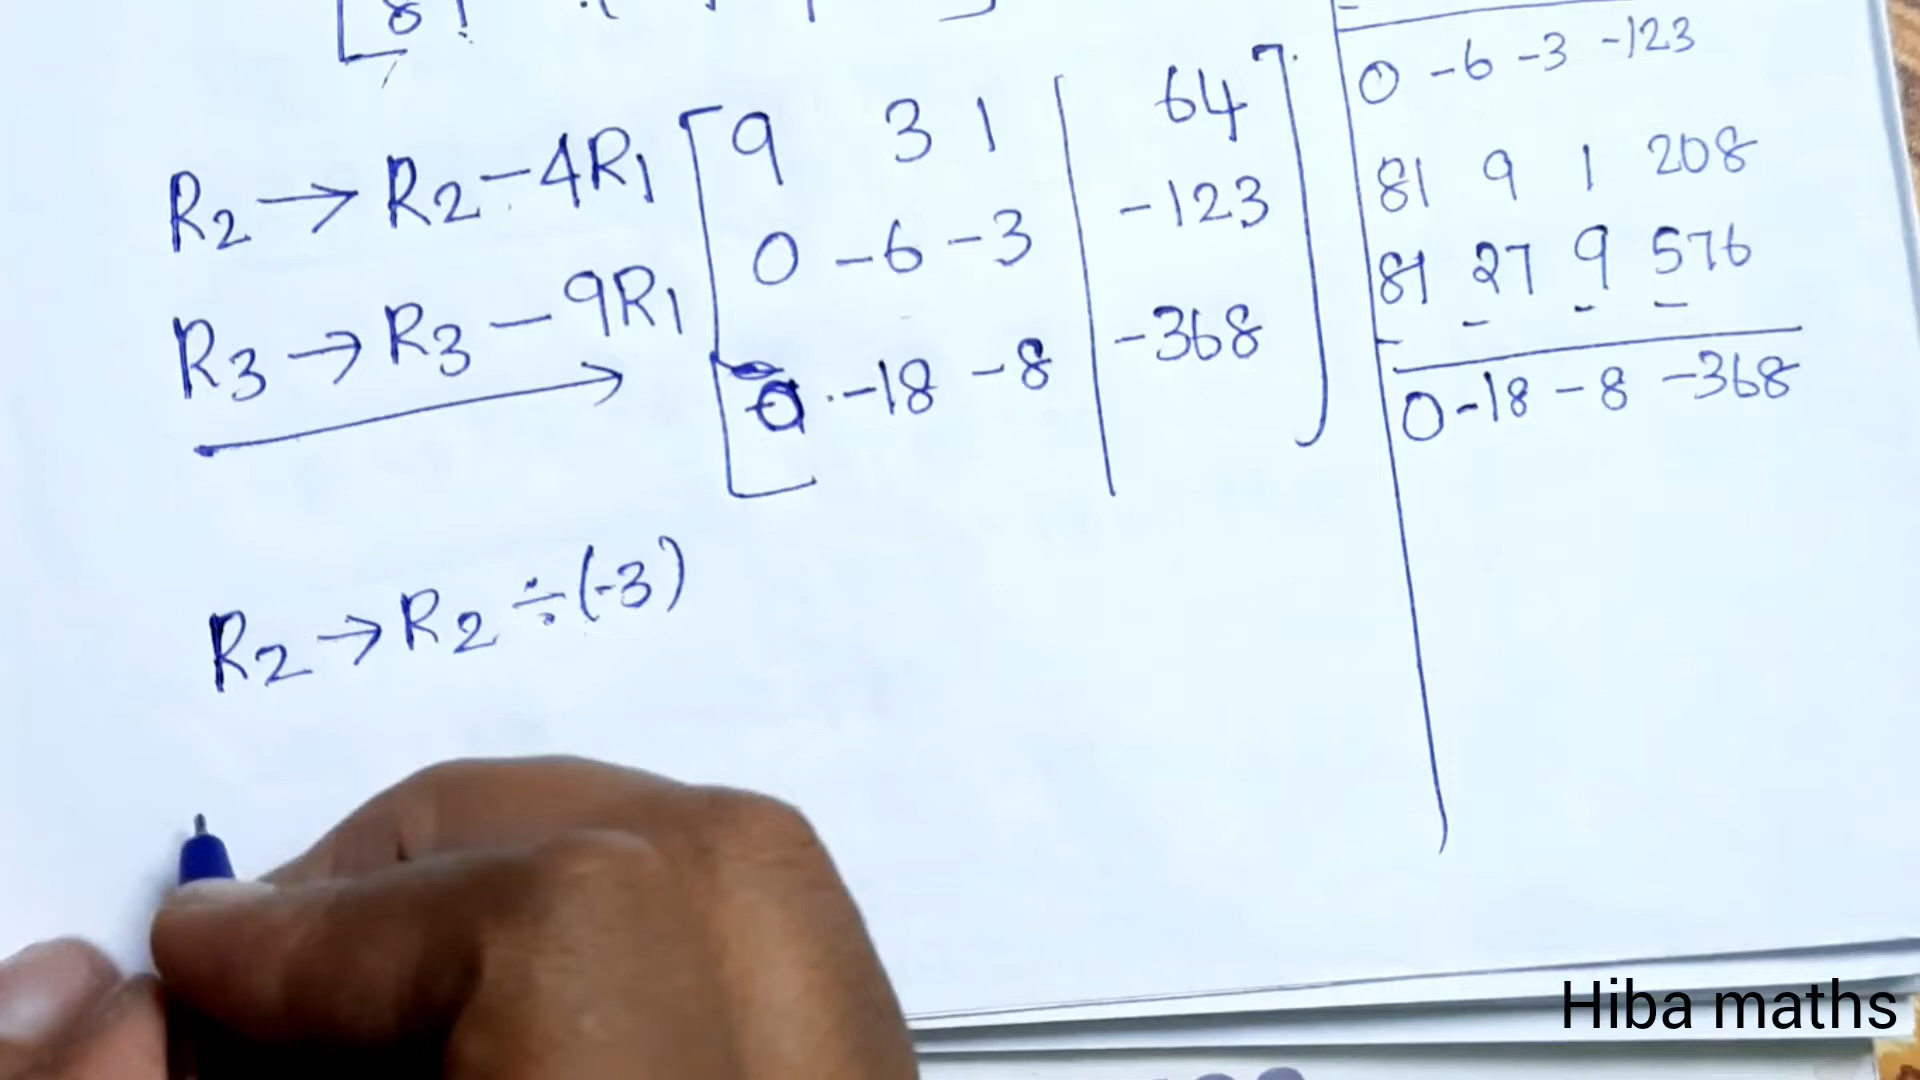 R2 → R2 - 4R1
R3 → R3 - 9R1
9 3 1 | 64
0 -6 -3 | -123
0 -18 -8 | -368
R2 → R2 ÷ (-3)
0 -6 -3 -123
81 9 1 208
81 27 9 576
- - - -
0 -18 -8 -368
Hiba maths